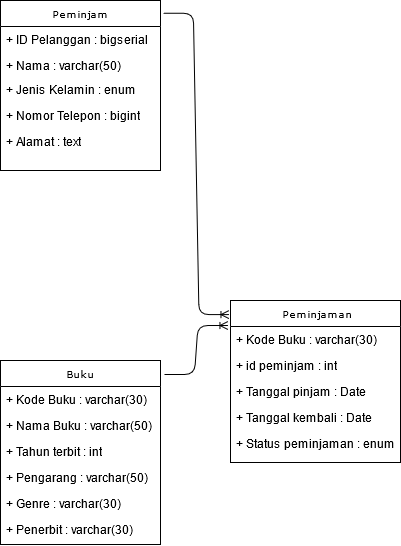 Peminjam
+ ID Pelanggan : bigserial
+ Nama : varchar(50)
+ Jenis Kelamin : enum
+ Nomor Telepon : bigint
+ Alamat : text
Peminjaman
+ Kode Buku : varchar(30)
+ id peminjam : int
+ Tanggal pinjam : Date
+ Tanggal kembali : Date
+ Status peminjaman : enum
Buku
+ Kode Buku : varchar(30)
+ Nama Buku : varchar(50)
+ Tahun terbit : int
+ Pengarang : varchar(50)
+ Genre : varchar(30)
+ Penerbit : varchar(30)